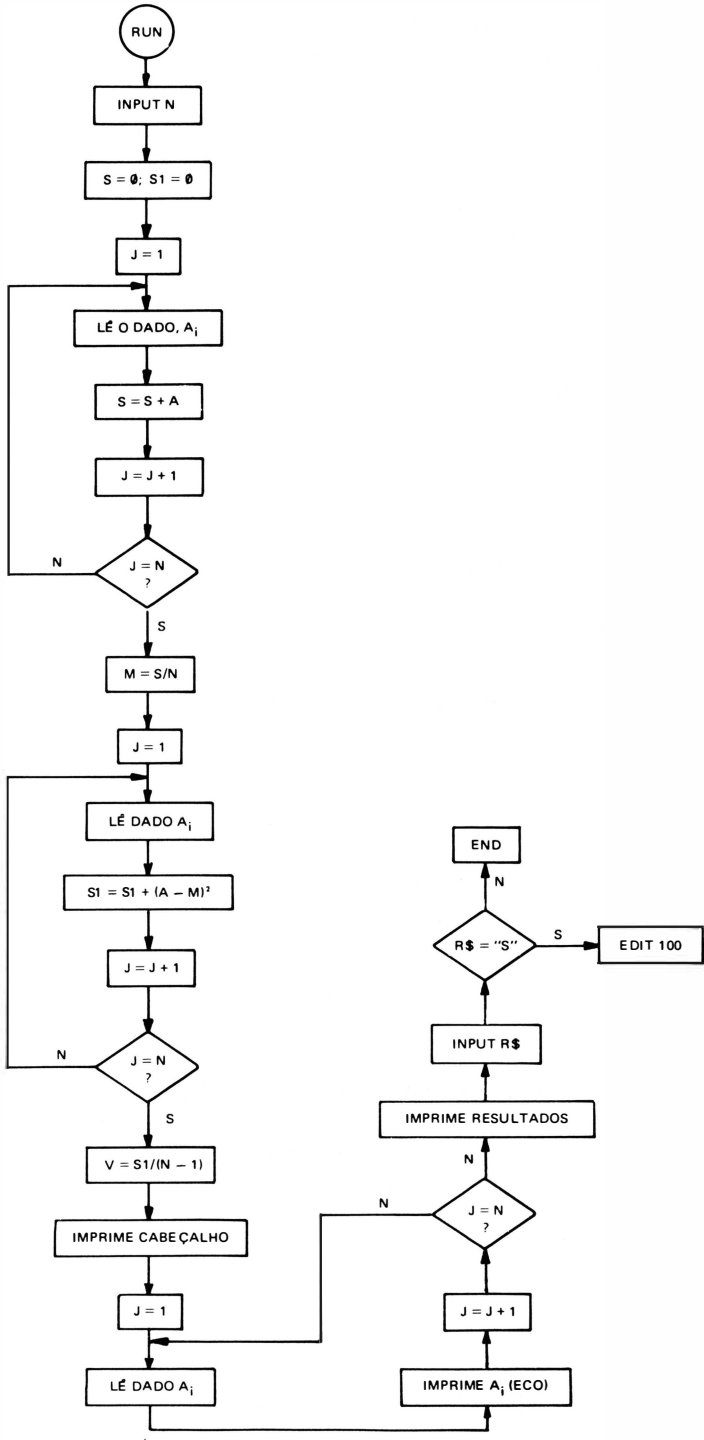 RUN
INPUT N
S = 0; S1 = 0
J = 1
LÊ O DADO, Ai
S = S + A
J = J + 1
J = N
?
N
S
M = S/N
J = 1
LÊ DADO Ai
S1 = S1 + (A – M)²
J = J + 1
J = N
?
N
S
V = S1/(N – 1)
IMPRIME CABEÇALHO
J = 1
LÊ DADO Ai
IMPRIME Ai (ECO)
J = J + 1
J = N
?
N
N
IMPRIME RESULTADOS
INPUT R$
R$ = "S"
S
EDIT 100
N
END